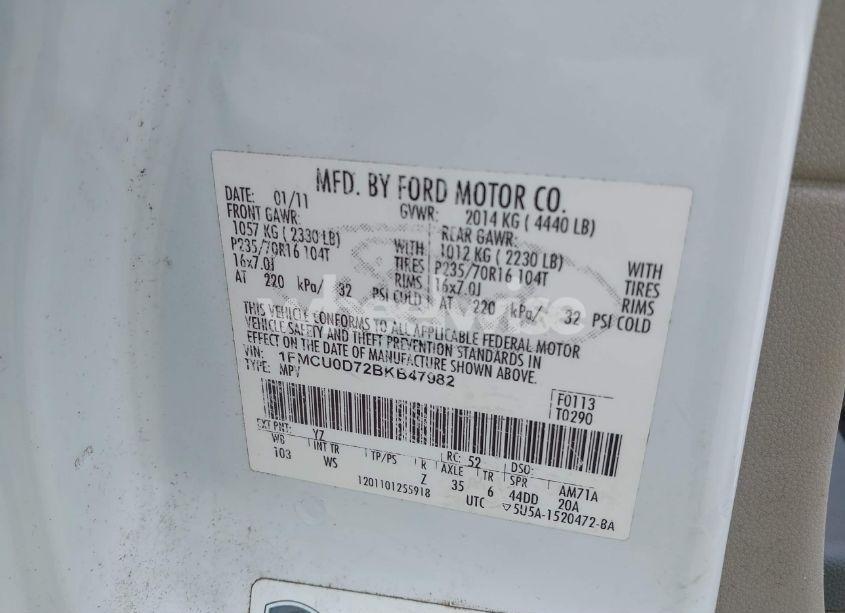 MFD. BY FORD MOTOR CO.
DATE: 01/11 GVWR: 2014 KG ( 4440 LB)
FRONT GAWR: REAR GAWR:
1057 KG ( 2330 LB) WITH 1012 KG ( 2230 LB) WITH
P235/70R16 104T TIRES P235/70R16 104T TIRES
16x7.0J RIMS 16x7.0J RIMS
AT 220 kPa/ 32 PSI COLD AT 220 kPa/ 32 PSI COLD
THIS VEHICLE CONFORMS TO ALL APPLICABLE FEDERAL MOTOR
VEHICLE SAFETY AND THEFT PREVENTION STANDARDS IN
EFFECT ON THE DATE OF MANUFACTURE SHOWN ABOVE.
VIN: 1FMCU0D72BKB47982
TYPE: MPV
F0113
T0290
EXT PNT: YZ RC: 52 DSO:
WB INT TR TP/PS R AXLE TR SPR AM71A
103 WS Z 35 6 44DD 20A
1201101255918 UTC ▽5U5A-1520472-BA
wheelwise